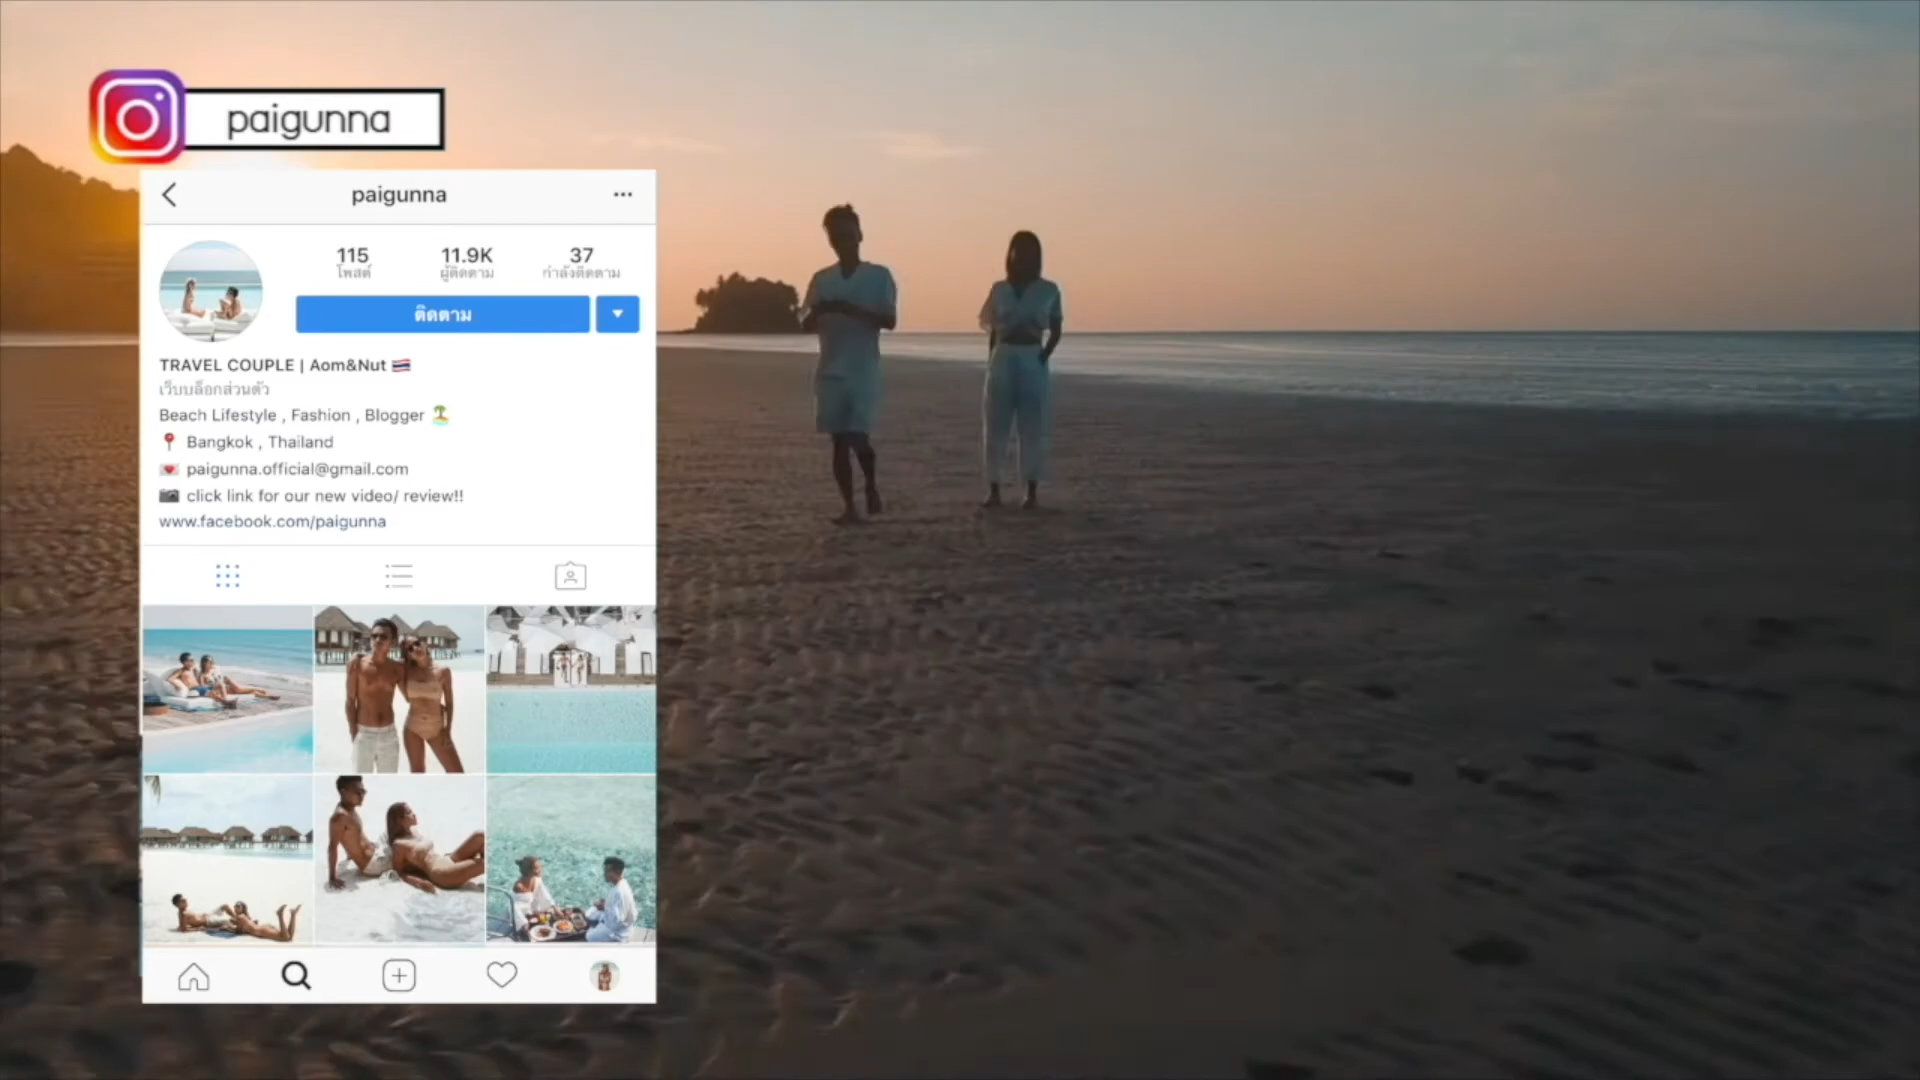 paigunna
paigunna
115 11.9K 37
โพสต์ ผู้ติดตาม กำลังติดตาม
ติดตาม
TRAVEL COUPLE | Aom&Nut 🇹🇭
เว็บบล็อกส่วนตัว
Beach Lifestyle , Fashion , Blogger 🏝️
📍 Bangkok , Thailand
💌 paigunna.official@gmail.com
📷 click link for our new video/ review!!
www.facebook.com/paigunna